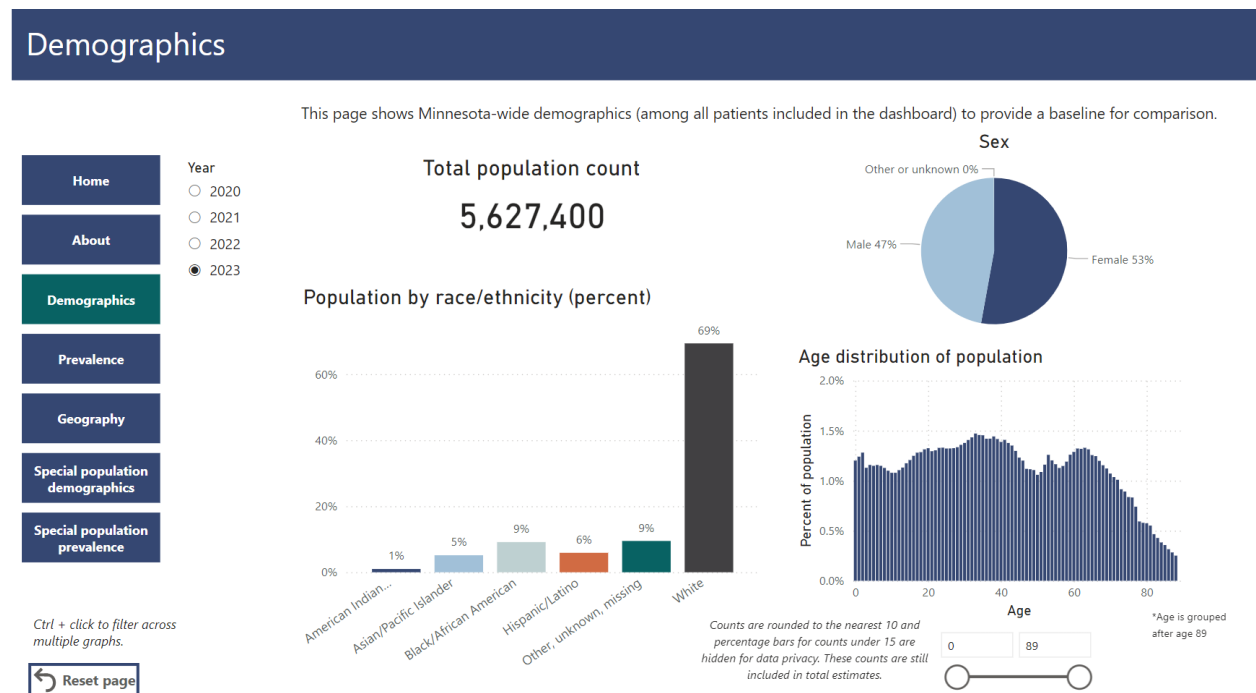 Demographics
This page shows Minnesota-wide demographics (among all patients included in the dashboard) to provide a baseline for comparison.
Home
About
Demographics
Prevalence
Geography
Special population
demographics
Special population
prevalence
Ctrl + click to filter across
multiple graphs.
Reset page
Year
2020
2021
2022
2023
Total population count
5,627,400
Sex
Other or unknown 0%
Male 47%
Female 53%
Population by race/ethnicity (percent)
60%
40%
20%
0%
1%
5%
9%
6%
9%
69%
American Indian...
Asian/Pacific Islander
Black/African American
Hispanic/Latino
Other, unknown, missing
White
Age distribution of population
Percent of population
2.0%
1.5%
1.0%
0.5%
0.0%
0
20
40
60
80
Age
*Age is grouped
after age 89
Counts are rounded to the nearest 10 and
percentage bars for counts under 15 are
hidden for data privacy. These counts are still
included in total estimates.
0
89